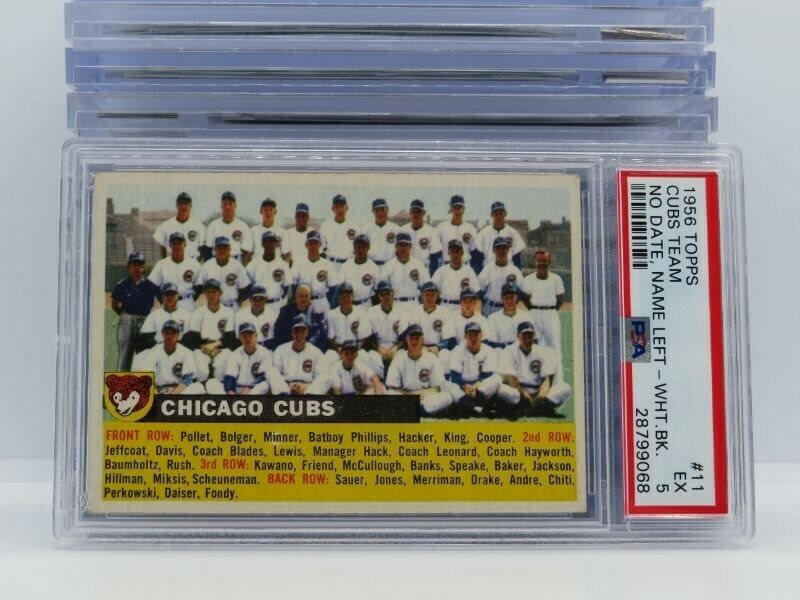 CHICAGO CUBS
FRONT ROW: Pollet, Bolger, Minner, Batboy Phillips, Hacker, King, Cooper. 2nd ROW:
Jeffcoat, Davis, Coach Blades, Lewis, Manager Hack, Coach Leonard, Coach Hayworth,
Baumholtz, Rush. 3rd ROW: Kawano, Friend, McCullough, Banks, Speake, Baker, Jackson,
Hillman, Miksis, Scheuneman. BACK ROW: Sauer, Jones, Merriman, Drake, Andre, Chiti,
Perkowski, Daiser, Fondy.
1956 TOPPS #11
CUBS TEAM EX
NO DATE, NAME LEFT - WHT.BK. 5
PSA 28799068